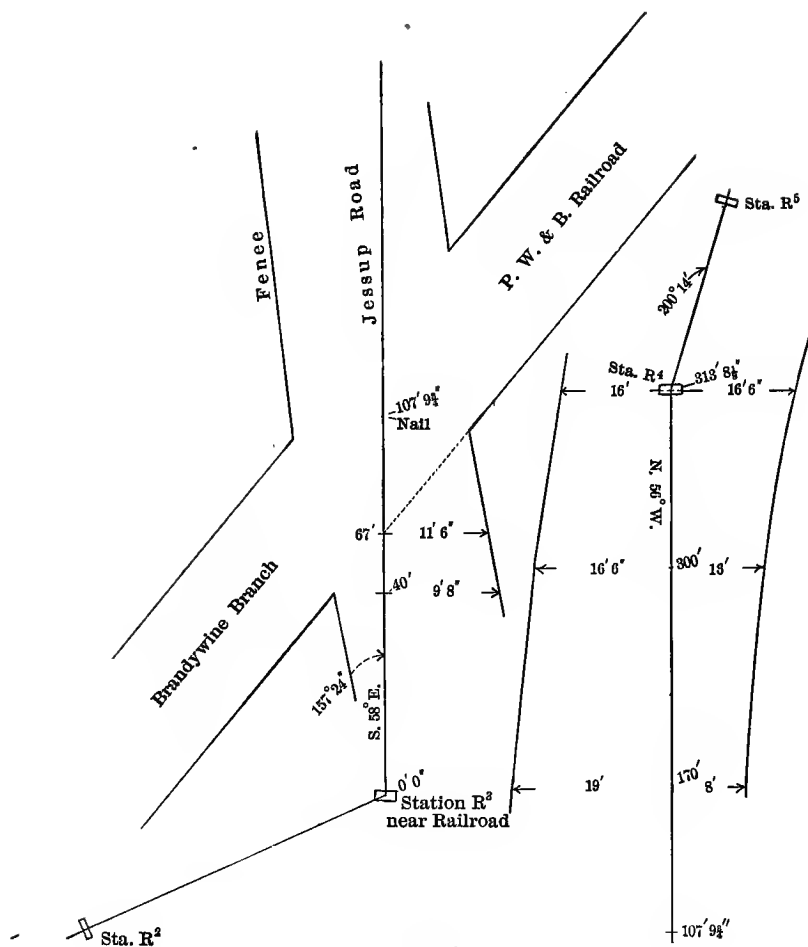 Fenee
Jessup Road
P. W. & B. Railroad
Sta. R⁵
200° 14'
Sta. R⁴
313' 8⅛"
16'
16' 6"
107' 9¾"
Nail
N. 56° W.
67'
11' 6"
16' 6"
300'
13'
40'
9' 8"
Brandywine Branch
157° 24"
S. 58° E.
0' 0"
Station R³
near Railroad
19'
170'
8'
Sta. R²
107' 9¾"